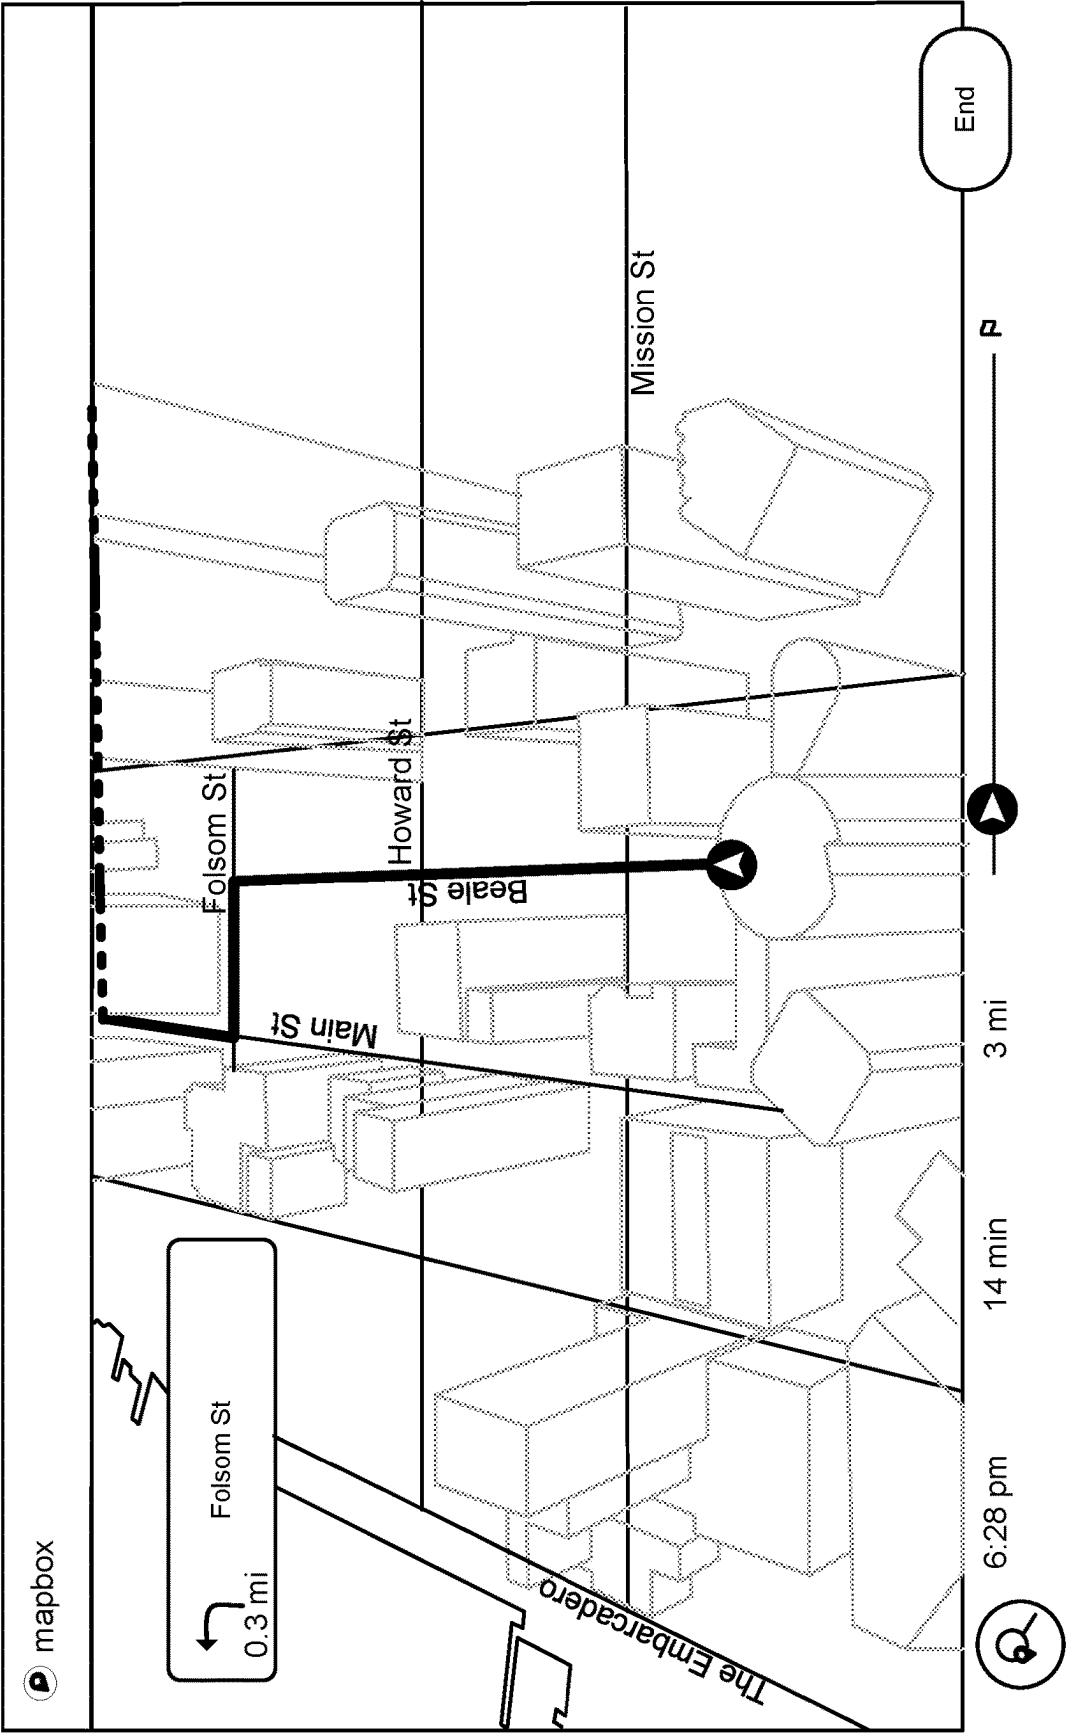 mapbox
Folsom St
0.3 mi
Folsom St
Howard St
Mission St
Beale St
Main St
The Embarcadero
6:28 pm
14 min
3 mi
End